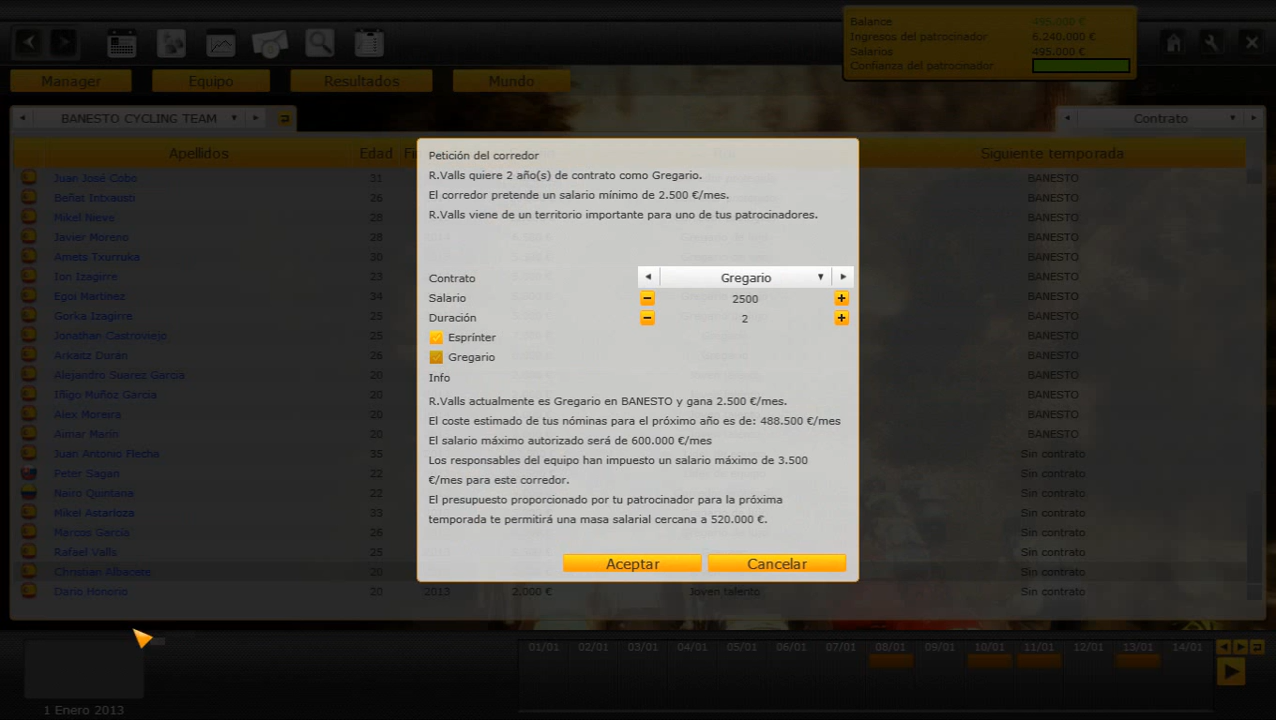 Balance 495.000 €
Ingresos del patrocinador 6.240.000 €
Salarios 495.000 €
Confianza del patrocinador
Manager Equipo Resultados Mundo
BANESTO CYCLING TEAM Contrato
Apellidos Edad Siguiente temporada
Juan José Cobo 31 BANESTO
Beñat Intxausti 26 BANESTO
Mikel Nieve 28 BANESTO
Javier Moreno 28 BANESTO
Amets Txurruka 30 BANESTO
Ion Izagirre 23 BANESTO
Egoi Martínez 34 BANESTO
Gorka Izagirre 25 BANESTO
Jonathan Castroviejo 25 BANESTO
Arkaitz Durán 26 BANESTO
Alejandro Suarez Garcia 20 BANESTO
Iñigo Muñoz Garcia 20 BANESTO
Alex Moreira 20 BANESTO
Aimar Marín 20 BANESTO
Juan Antonio Flecha 35 Sin contrato
Peter Sagan 22 Sin contrato
Nairo Quintana 22 Sin contrato
Mikel Astarloza 33 Sin contrato
Marcos García 26 Sin contrato
Rafael Valls 25 Sin contrato
Christian Albacete 20 Sin contrato
Dario Honorio 20 2013 2.000 € Joven talento Sin contrato
Petición del corredor
R.Valls quiere 2 año(s) de contrato como Gregario.
El corredor pretende un salario mínimo de 2.500 €/mes.
R.Valls viene de un territorio importante para uno de tus patrocinadores.
Contrato Gregario
Salario − 2500 +
Duración − 2 +
Esprínter
Gregario
Info
R.Valls actualmente es Gregario en BANESTO y gana 2.500 €/mes.
El coste estimado de tus nóminas para el próximo año es de: 488.500 €/mes
El salario máximo autorizado será de 600.000 €/mes
Los responsables del equipo han impuesto un salario máximo de 3.500
€/mes para este corredor.
El presupuesto proporcionado por tu patrocinador para la próxima
temporada te permitirá una masa salarial cercana a 520.000 €.
Aceptar Cancelar
01/01 02/01 03/01 04/01 05/01 06/01 07/01 08/01 09/01 10/01 11/01 12/01 13/01 14/01
1 Enero 2013